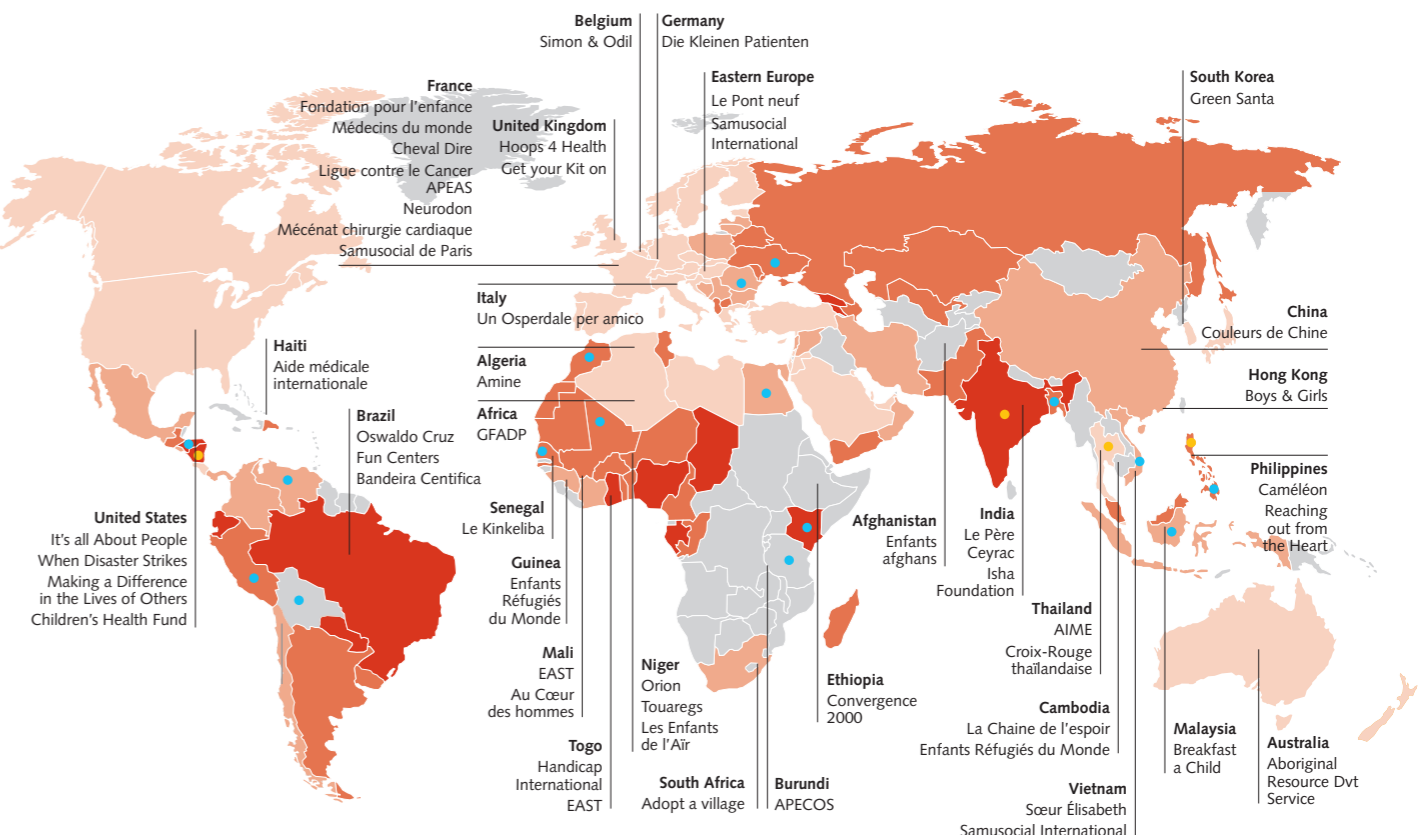 Belgium
Simon & Odil
Germany
Die Kleinen Patienten
France
Fondation pour l'enfance
Médecins du monde
Cheval Dire
Ligue contre le Cancer
APEAS
Neurodon
Mécénat chirurgie cardiaque
Samusocial de Paris
United Kingdom
Hoops 4 Health
Get your Kit on
Eastern Europe
Le Pont neuf
Samusocial
International
South Korea
Green Santa
Italy
Un Osperdale per amico
China
Couleurs de Chine
Haiti
Aide médicale
internationale
Algeria
Amine
Hong Kong
Boys & Girls
Brazil
Oswaldo Cruz
Fun Centers
Bandeira Centifica
Africa
GFADP
Philippines
Caméléon
Reaching
out from
the Heart
United States
It's all About People
When Disaster Strikes
Making a Difference
in the Lives of Others
Children's Health Fund
Senegal
Le Kinkeliba
Guinea
Enfants
Réfugiés
du Monde
Afghanistan
Enfants
afghans
India
Le Père
Ceyrac
Isha
Foundation
Thailand
AIME
Croix-Rouge
thaïlandaise
Mali
EAST
Au Cœur
des hommes
Niger
Orion
Touaregs
Les Enfants
de l'Aïr
Ethiopia
Convergence
2000
Cambodia
La Chaine de l'espoir
Enfants Réfugiés du Monde
Malaysia
Breakfast
a Child
Australia
Aboriginal
Resource Dvt
Service
Togo
Handicap
International
EAST
South Africa
Adopt a village
Burundi
APECOS
Vietnam
Sœur Élisabeth
Samusocial International